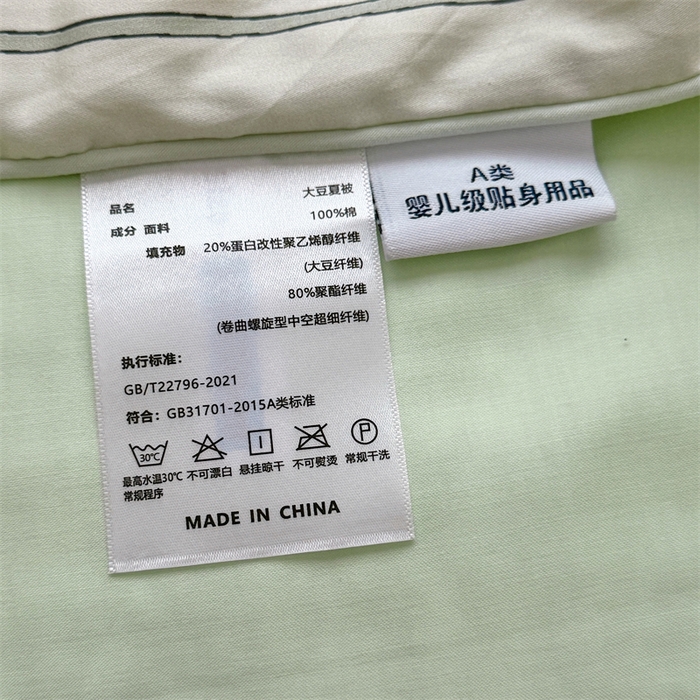 品名 大豆夏被
成分 面料 100%棉
填充物 20%蛋白改性聚乙烯醇纤维
(大豆纤维)
80%聚酯纤维
(卷曲螺旋型中空超细纤维)
执行标准：
GB/T22796-2021
符合：GB31701-2015A类标准
30℃
P
最高水温30℃ 不可漂白 悬挂晾干 不可熨烫 常规干洗
常规程序
MADE IN CHINA
A类
婴儿级贴身用品